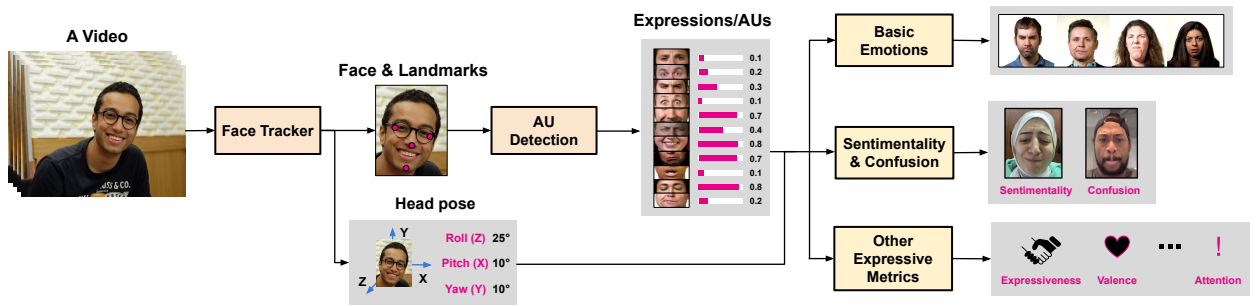 A Video
USS & CO.
Face Tracker
Face & Landmarks
AU
Detection
Head pose
Y
X
Z
Roll (Z) 25°
Pitch (X) 10°
Yaw (Y) 10°
Expressions/AUs
0.1
0.2
0.3
0.1
0.7
0.4
0.8
0.7
0.1
0.8
0.2
Basic
Emotions
Sentimentality
& Confusion
Sentimentality Confusion
Other
Expressive
Metrics
!
Expressiveness Valence Attention